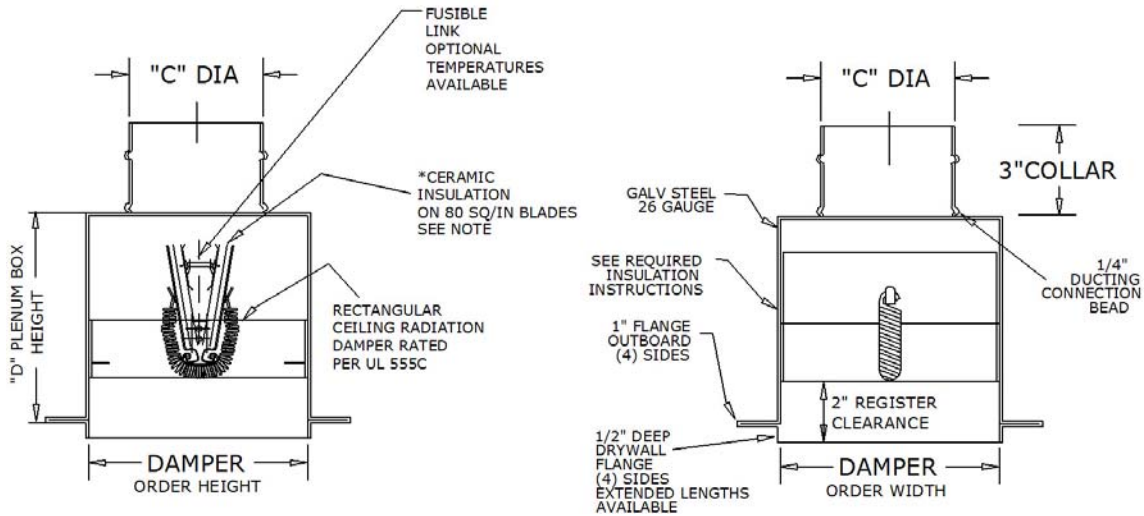 FUSIBLE
LINK
OPTIONAL
TEMPERATURES
AVAILABLE
"C" DIA
*CERAMIC
INSULATION
ON 80 SQ/IN BLADES
SEE NOTE
"D" PLENUM BOX
HEIGHT
RECTANGULAR
CEILING RADIATION
DAMPER RATED
PER UL 555C
DAMPER
ORDER HEIGHT
"C" DIA
3"COLLAR
GALV STEEL
26 GAUGE
SEE REQUIRED
INSULATION
INSTRUCTIONS
1/4"
DUCTING
CONNECTION
BEAD
1" FLANGE
OUTBOARD
(4) SIDES
2" REGISTER
CLEARANCE
1/2" DEEP
DRYWALL
FLANGE
(4) SIDES
EXTENDED LENGTHS
AVAILABLE
DAMPER
ORDER WIDTH